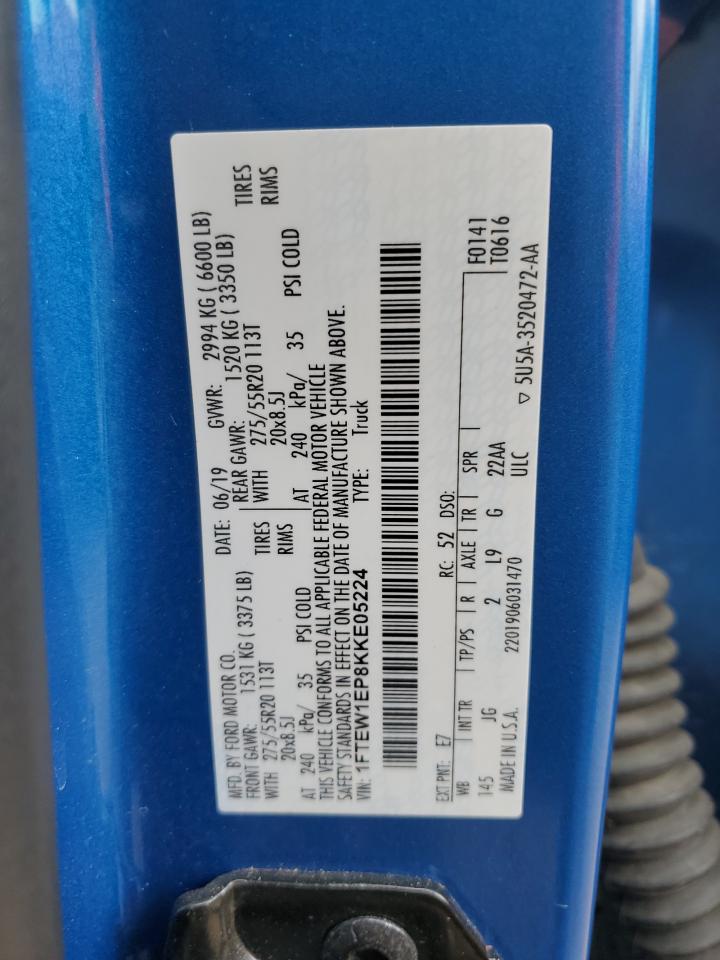 MFD. BY FORD MOTOR CO. DATE: 06/19 GVWR: 2994 KG ( 6600 LB)
FRONT GAWR: 1531 KG ( 3375 LB) REAR GAWR: 1520 KG ( 3350 LB)
WITH 275/55R20 113T TIRES WITH 275/55R20 113T TIRES
20x8.5J RIMS 20x8.5J RIMS
AT 240 kPa/ 35 PSI COLD AT 240 kPa/ 35 PSI COLD
THIS VEHICLE CONFORMS TO ALL APPLICABLE FEDERAL MOTOR VEHICLE
SAFETY STANDARDS IN EFFECT ON THE DATE OF MANUFACTURE SHOWN ABOVE.
VIN: 1FTEW1EP8KKE05224 TYPE: Truck
EXT PNT: E7 RC: 52 DSO: F0141
WB INT TR TP/PS R AXLE TR SPR T0616
145 JG 2 L9 G 22AA
MADE IN U.S.A. 2201906031470 ULC ▽ 5U5A-3520472-AA